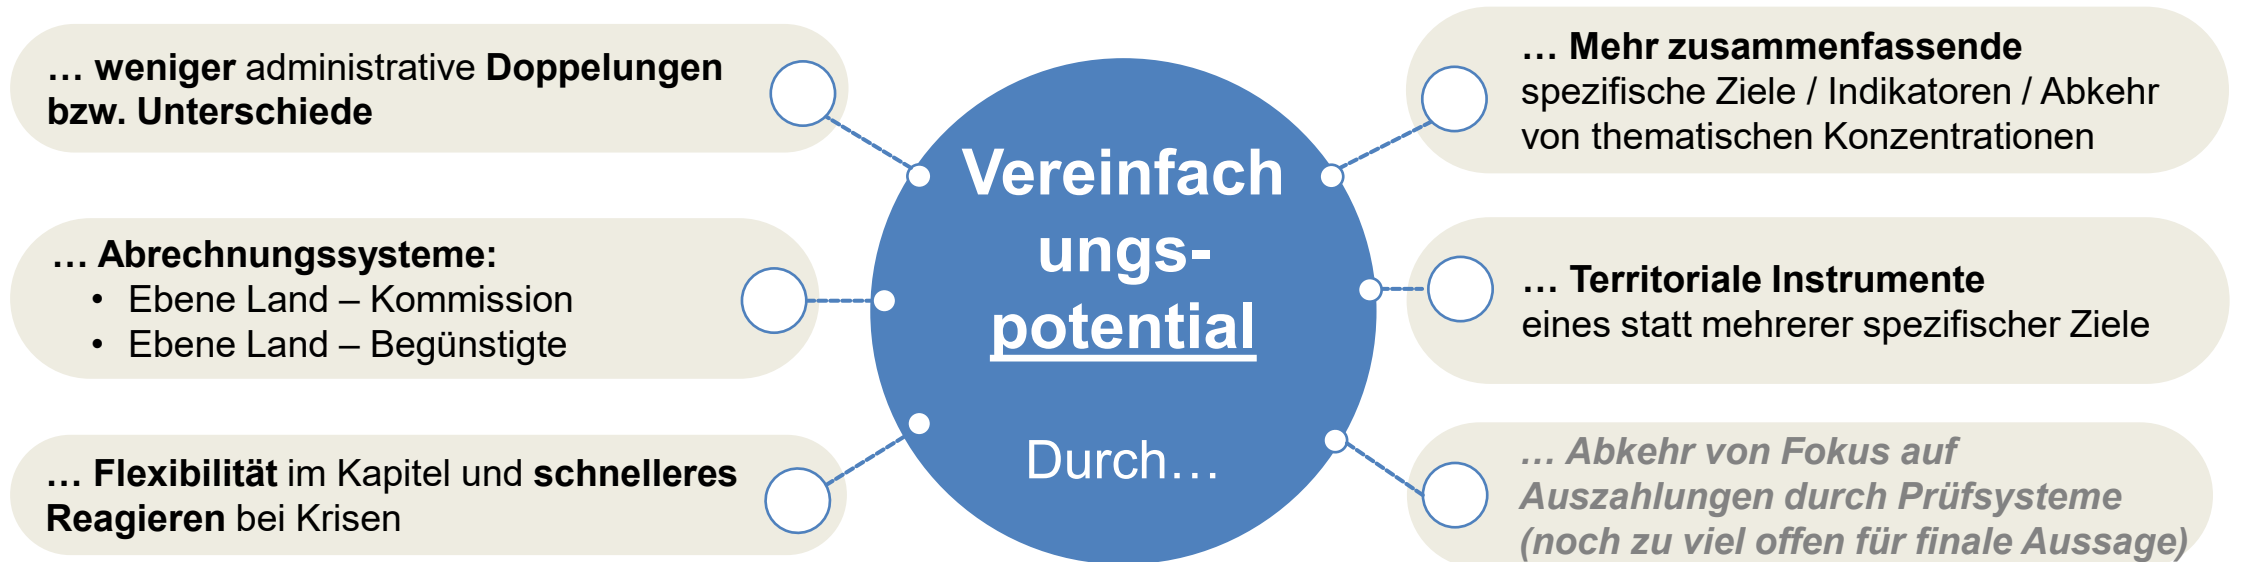 … weniger administrative Doppelungen
bzw. Unterschiede
… Abrechnungssysteme:
• Ebene Land – Kommission
• Ebene Land – Begünstigte
… Flexibilität im Kapitel und schnelleres
Reagieren bei Krisen
Vereinfach
ungs-
potential
Durch…
… Mehr zusammenfassende
spezifische Ziele / Indikatoren / Abkehr
von thematischen Konzentrationen
… Territoriale Instrumente
eines statt mehrerer spezifischer Ziele
… Abkehr von Fokus auf
Auszahlungen durch Prüfsysteme
(noch zu viel offen für finale Aussage)